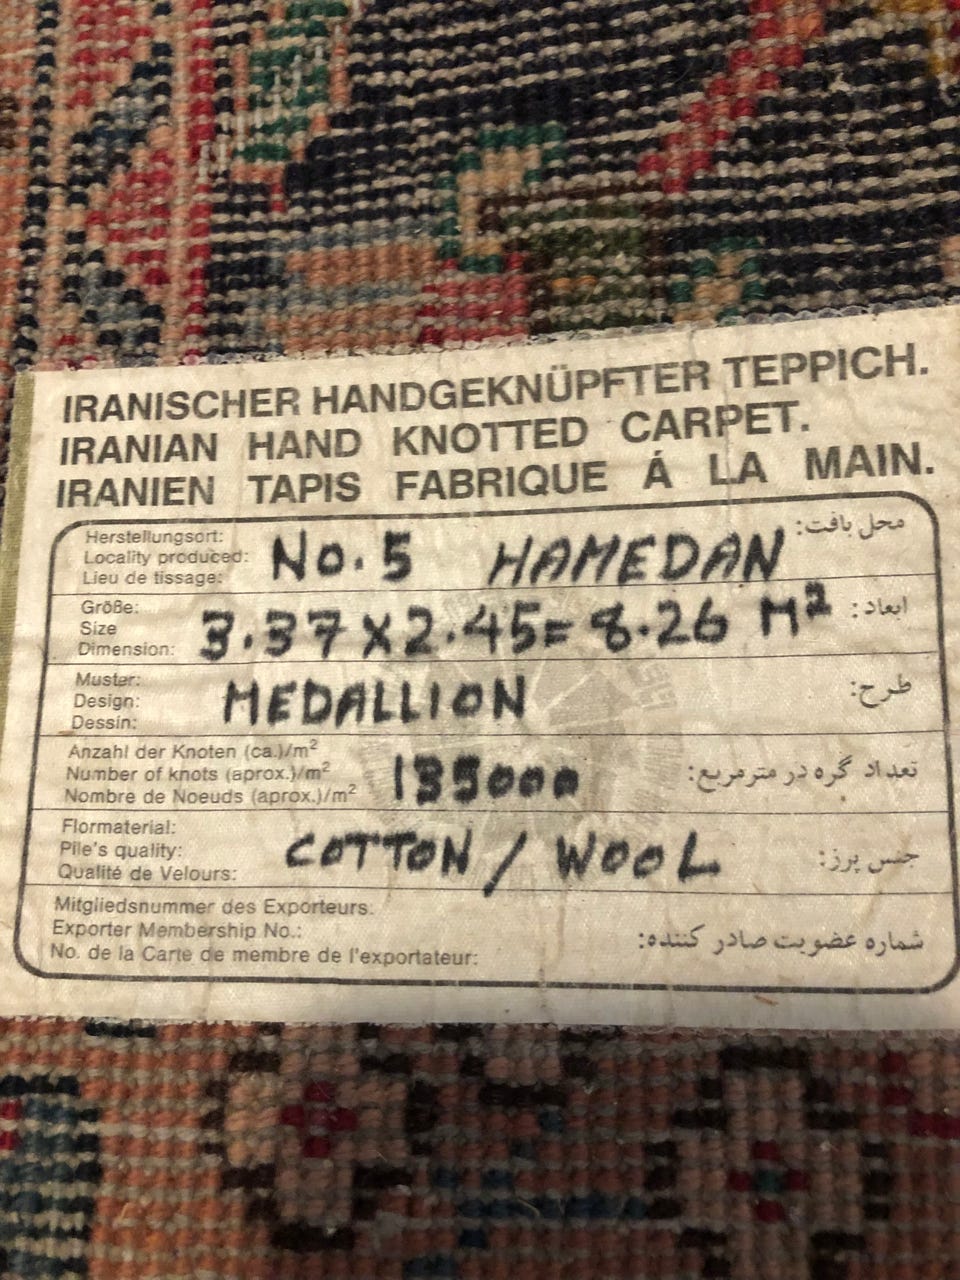 IRANISCHER HANDGEKNÜPFTER TEPPICH.
IRANIAN HAND KNOTTED CARPET.
IRANIEN TAPIS FABRIQUE Á LA MAIN.
Herstellungsort:
Locality produced:
Lieu de tissage:
No. 5 HAMEDAN
محل بافت:
Größe:
Size
Dimension:
3.37 X 2.45 = 8.26 M²
ابعاد:
Muster:
Design:
Dessin:
MEDALLION
طرح:
Anzahl der Knoten (ca.)/m²
Number of knots (aprox.)/m²
Nombre de Noeuds (aprox.)/m²
تعداد گره در مترمربع:
Flormaterial:
Pile's quality:
Qualité de Velours:
COTTON / WOOL
جنس پرز:
Mitgliedsnummer des Exporteurs:
Exporter Membership No.:
No. de la Carte de membre de l'exportateur:
شماره عضویت صادر کننده: